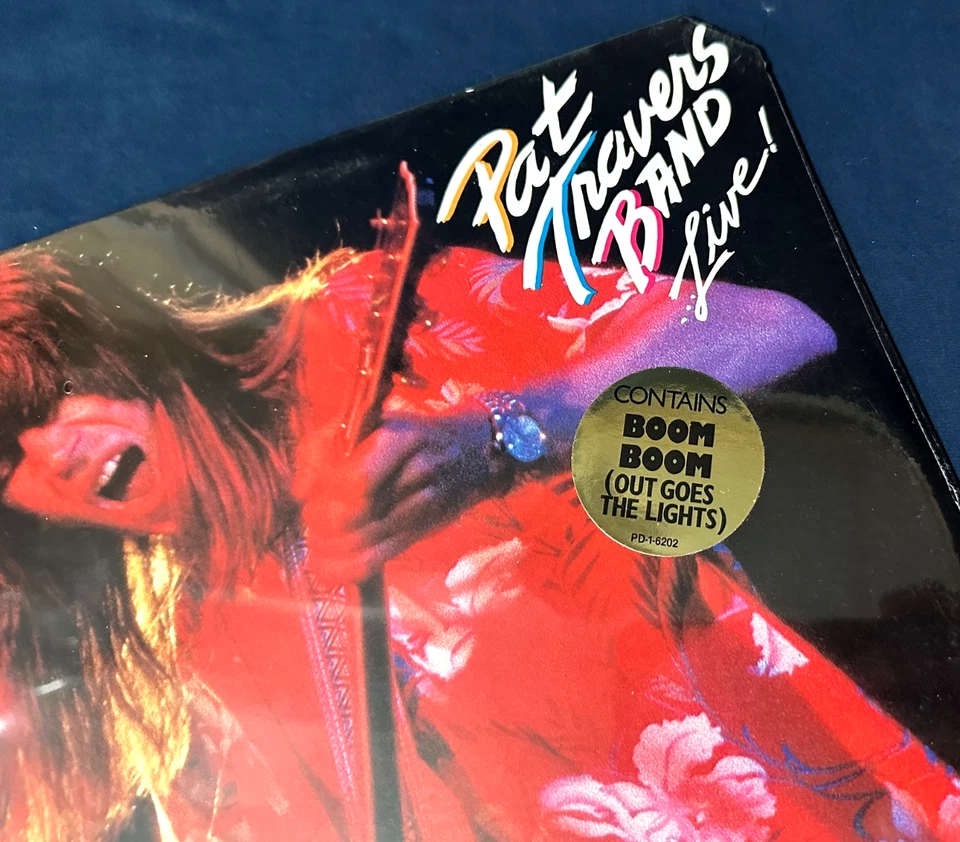 Pat
Travers
BAND
Live!
CONTAINS
BOOM
BOOM
(OUT GOES
THE LIGHTS)
PD-1-6202